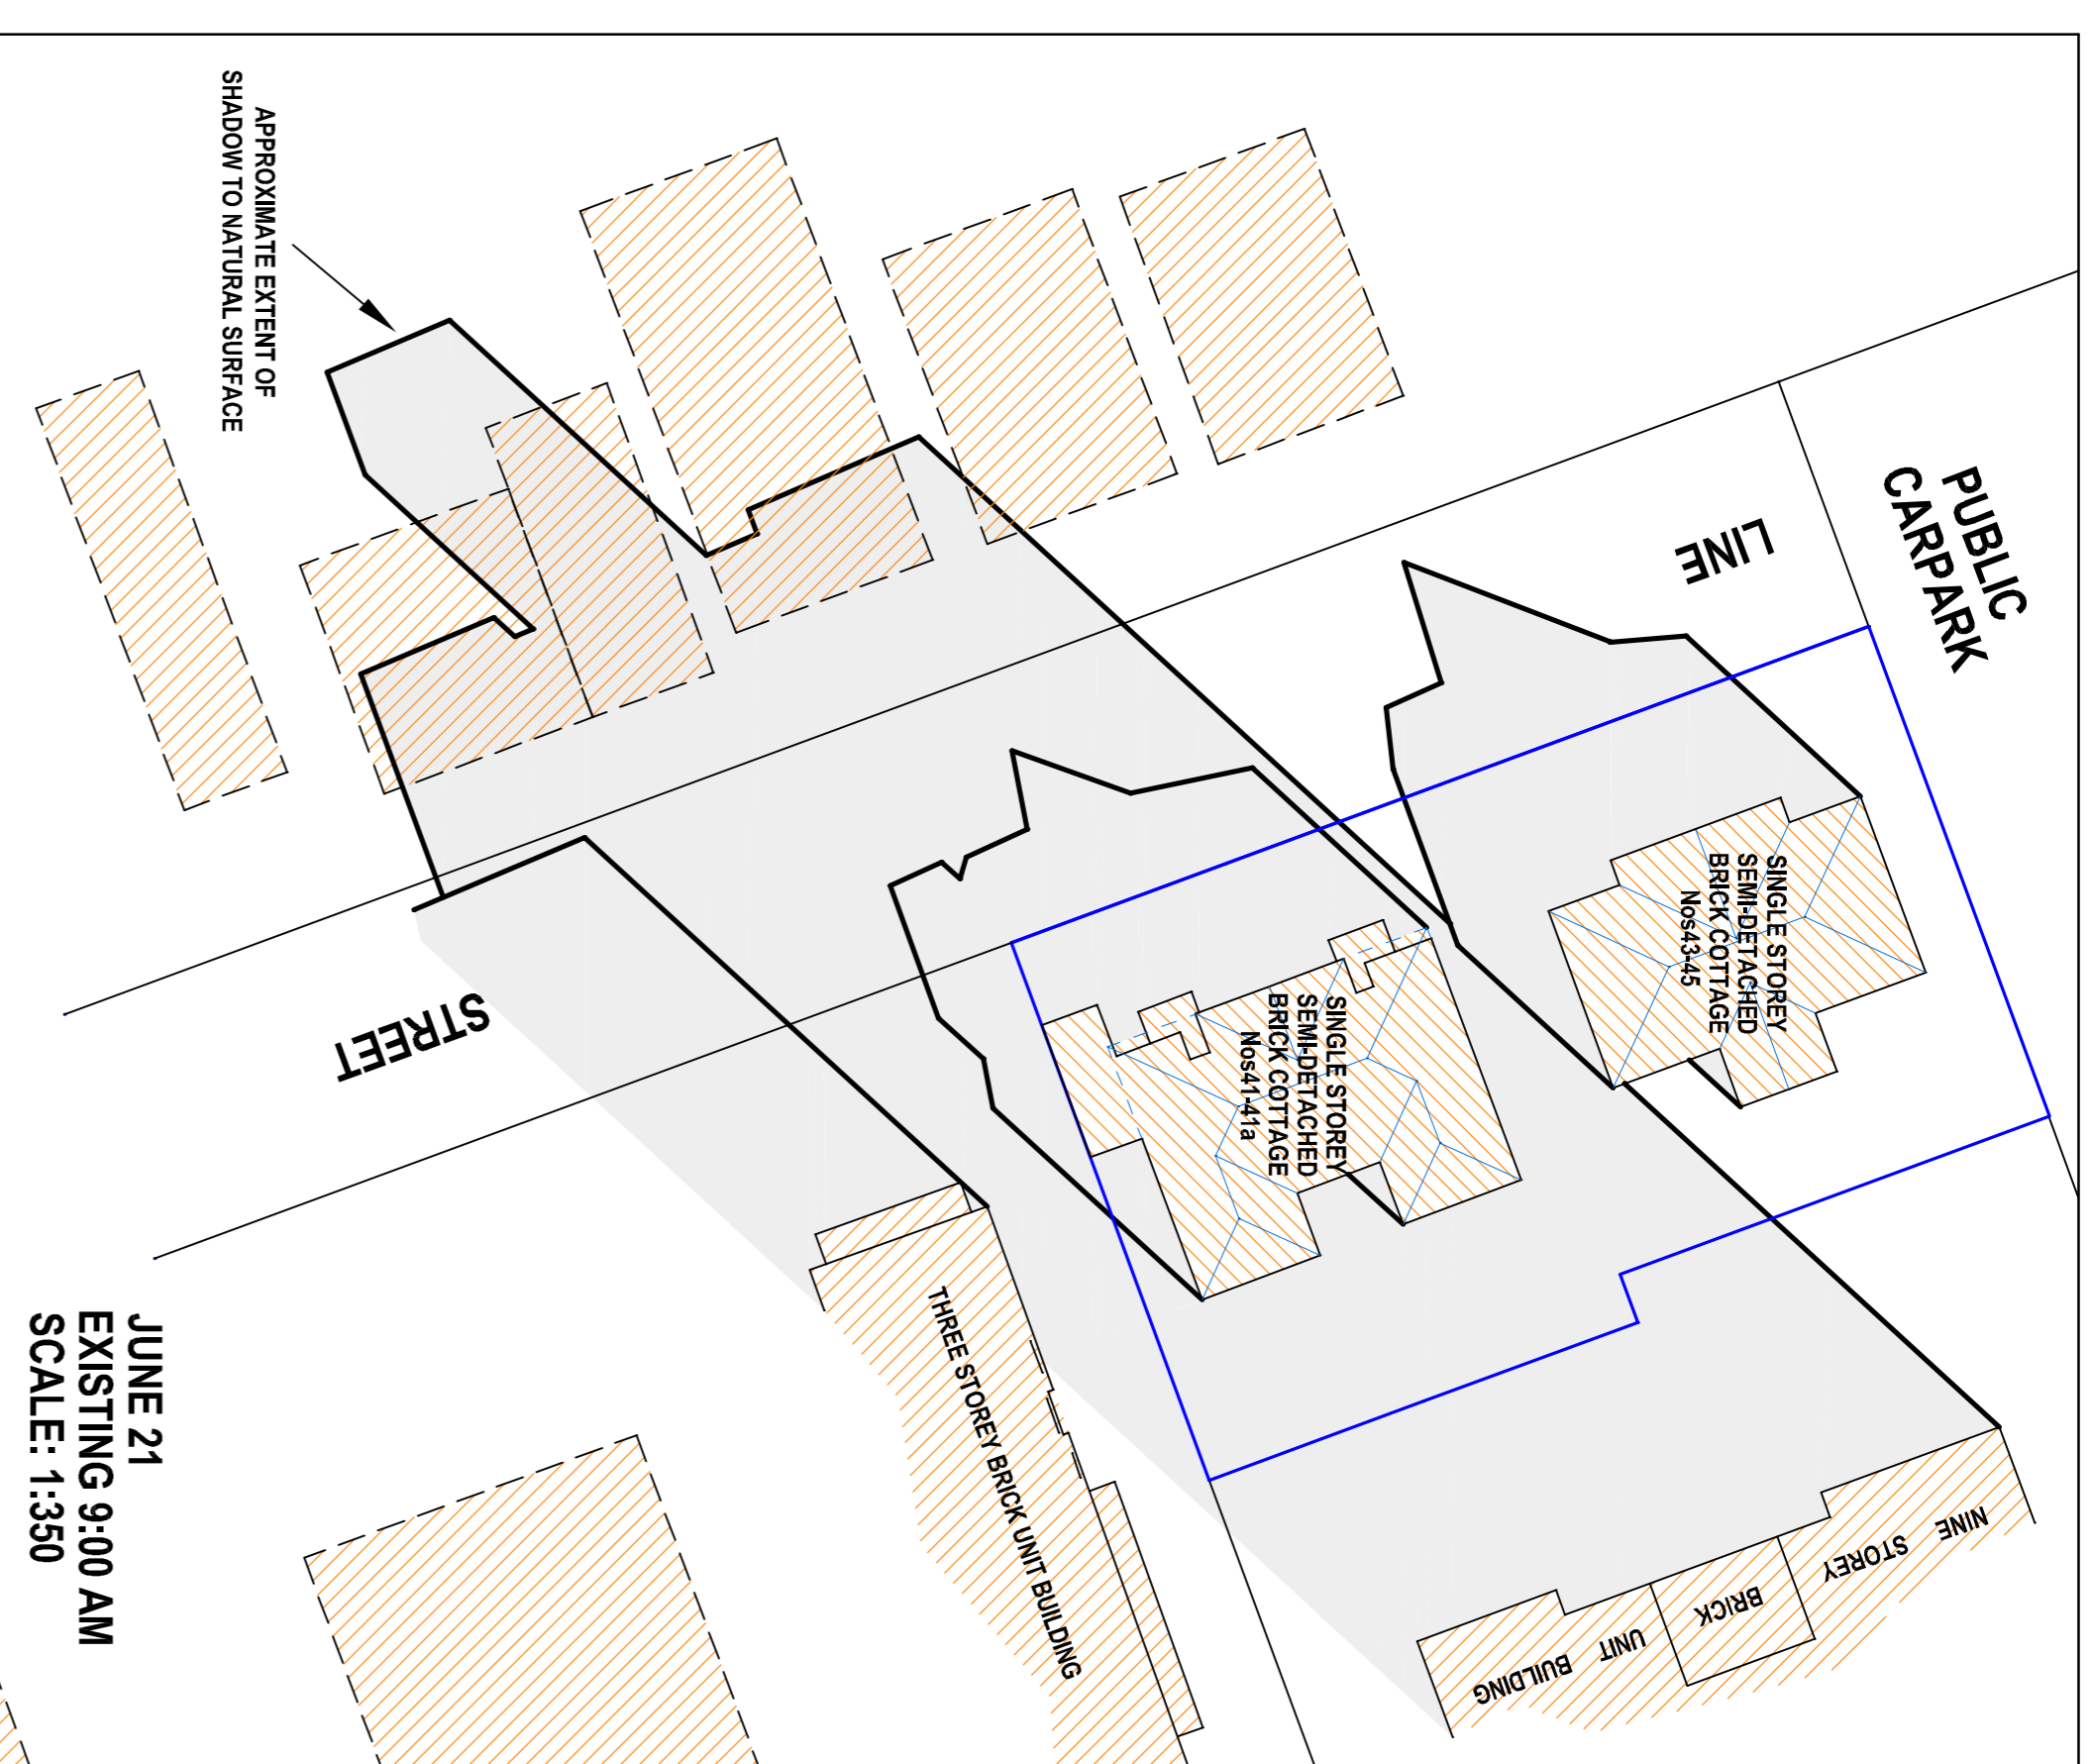 APPROXIMATE EXTENT OF
SHADOW TO NATURAL SURFACE
PUBLIC
CARPARK
LINE
STREET
SINGLE STOREY
SEMI-DETACHED
BRICK COTTAGE
Nos43-45
SINGLE STOREY
SEMI-DETACHED
BRICK COTTAGE
Nos41-41a
THREE STOREY BRICK UNIT BUILDING
NINE STOREY BRICK UNIT BUILDING
JUNE 21
EXISTING 9:00 AM
SCALE: 1:350